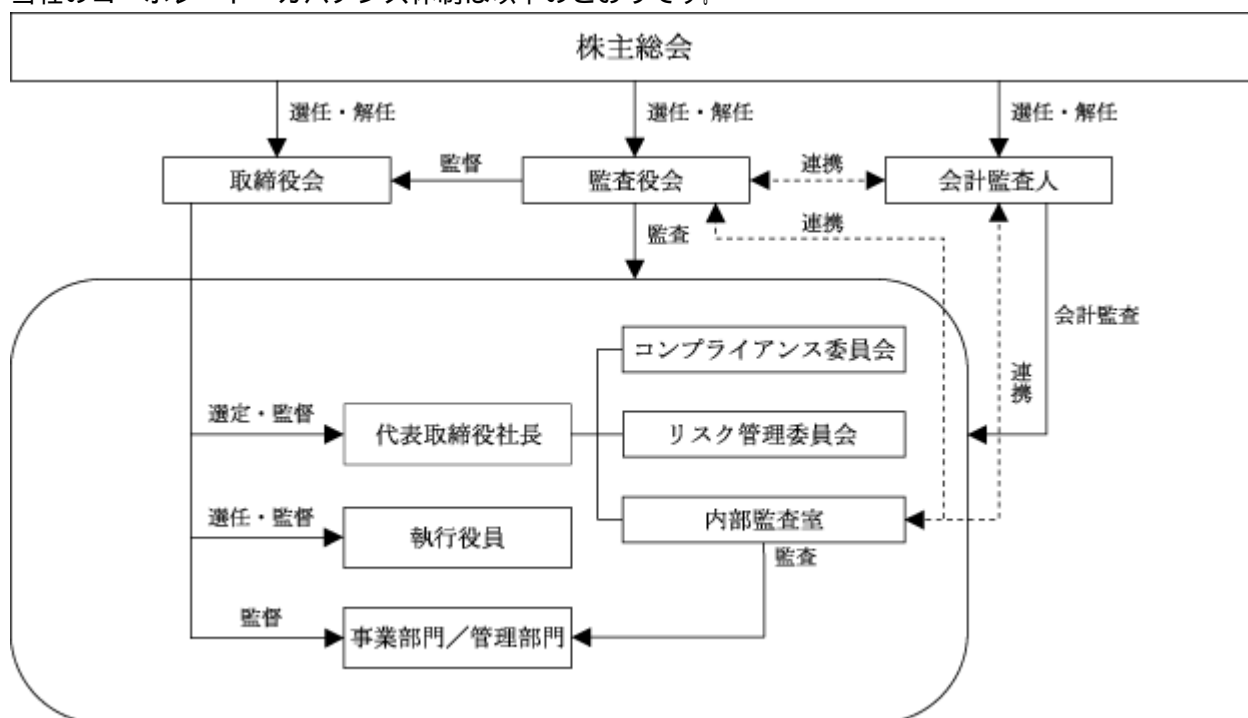 当社のコーポレート・ガバナンス体制は以下のとおりです。
株主総会
選任・解任
選任・解任
選任・解任
取締役会
監督
監査役会
連携
会計監査人
監査
連携
会計監査
連携
コンプライアンス委員会
選定・監督
代表取締役社長
リスク管理委員会
選任・監督
執行役員
内部監査室
監査
監督
事業部門／管理部門